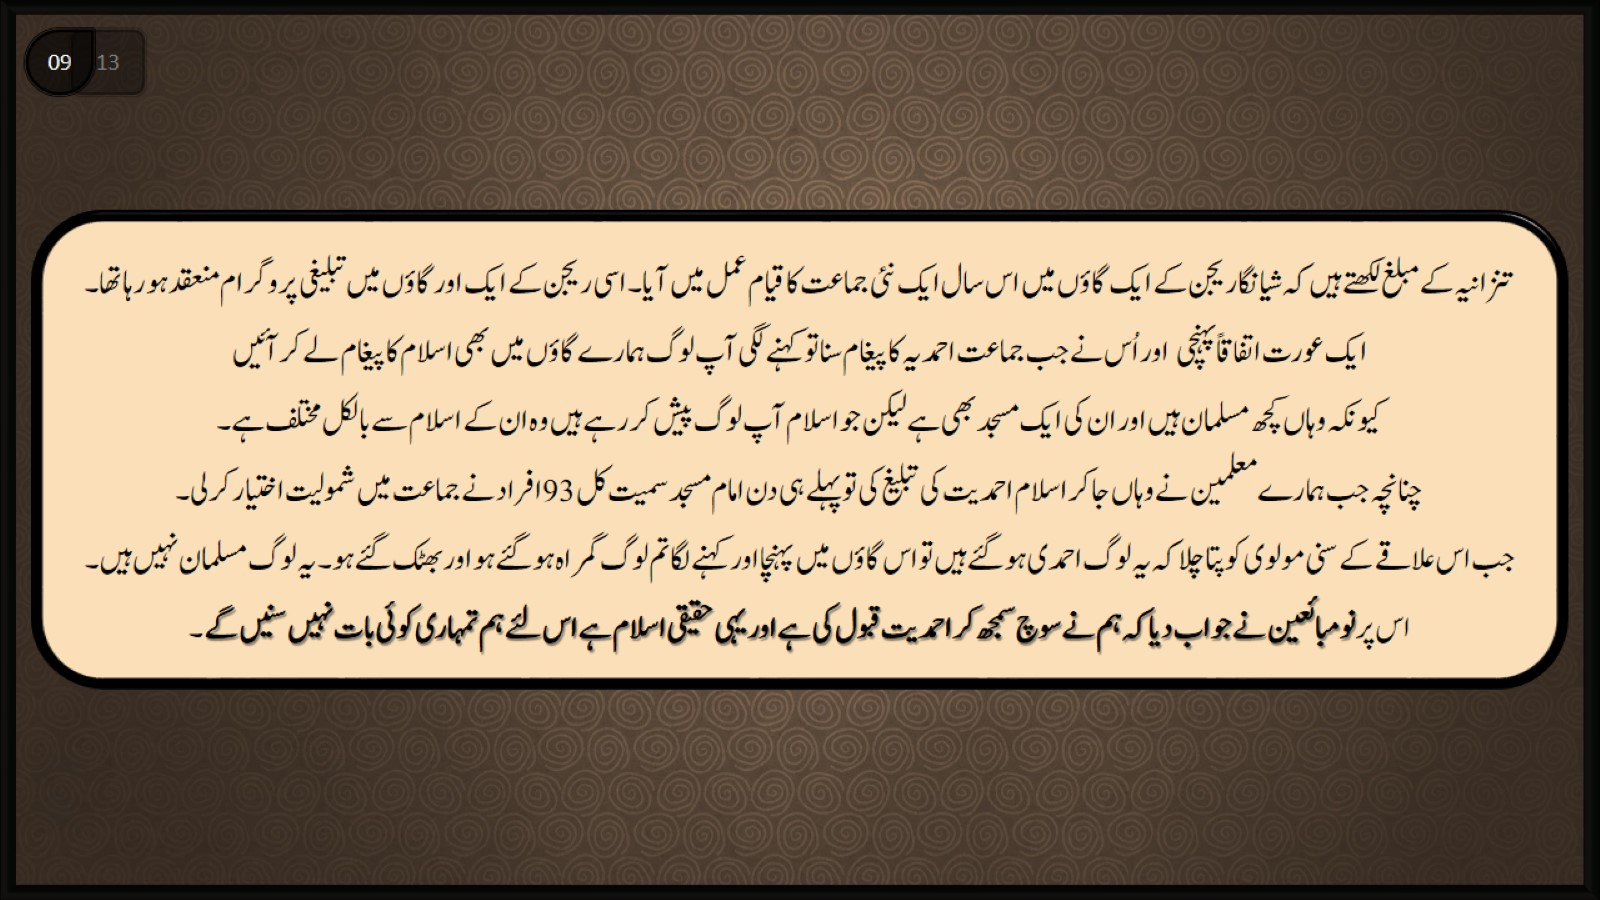 09 13
تنزانیہ کے مبلغ لکھتے ہیں کہ شیانگا ریجن کے ایک گاؤں میں اس سال ایک نئی جماعت کا قیام عمل میں آیا۔ اسی ریجن کے ایک اور گاؤں میں تبلیغی پروگرام منعقد ہو رہا تھا۔
ایک عورت اتفاقاً پہنچی اور اُس نے جب جماعت احمدیہ کا پیغام سنا تو کہنے لگی آپ لوگ ہمارے گاؤں میں بھی اسلام کا پیغام لے کر آئیں
کیونکہ وہاں کچھ مسلمان ہیں اور ان کی ایک مسجد بھی ہے لیکن جو اسلام آپ لوگ پیش کر رہے ہیں وہ ان کے اسلام سے بالکل مختلف ہے۔
چنانچہ جب ہمارے معلمین نے وہاں جا کر اسلام احمدیت کی تبلیغ کی تو پہلے ہی دن امام مسجد سمیت کل 93 افراد نے جماعت میں شمولیت اختیار کر لی۔
جب اس علاقے کے سنی مولوی کو پتا چلا کہ یہ لوگ احمدی ہو گئے ہیں تو اس گاؤں میں پہنچا اور کہنے لگا تم لوگ گمراہ ہو گئے ہو اور بھٹک گئے ہو۔ یہ لوگ مسلمان نہیں ہیں۔
اس پر نومبائعین نے جواب دیا کہ ہم نے سوچ سمجھ کر احمدیت قبول کی ہے اور یہی حقیقی اسلام ہے اس لئے ہم تمہاری کوئی بات نہیں سنیں گے۔